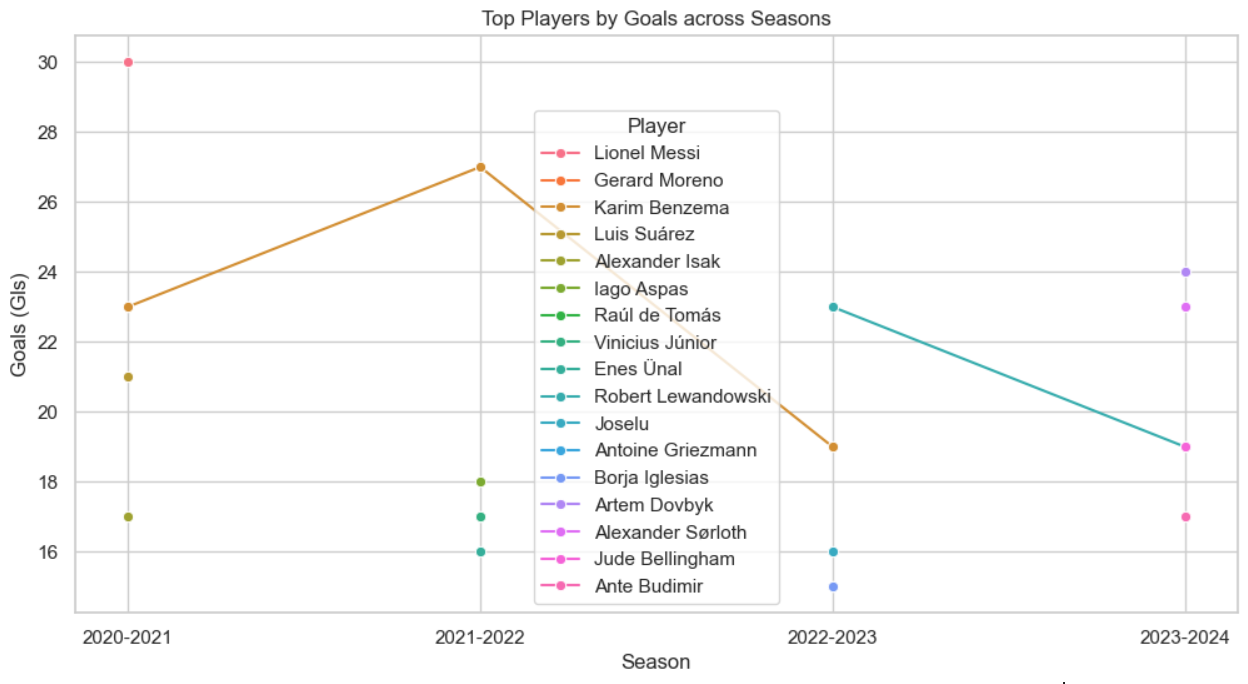 Top Players by Goals across Seasons
30
28
26
24
22
20
18
16
Goals (Gls)
Player
Lionel Messi
Gerard Moreno
Karim Benzema
Luis Suárez
Alexander Isak
Iago Aspas
Raúl de Tomás
Vinicius Júnior
Enes Ünal
Robert Lewandowski
Joselu
Antoine Griezmann
Borja Iglesias
Artem Dovbyk
Alexander Sørloth
Jude Bellingham
Ante Budimir
2020-2021 2021-2022 2022-2023 2023-2024
Season